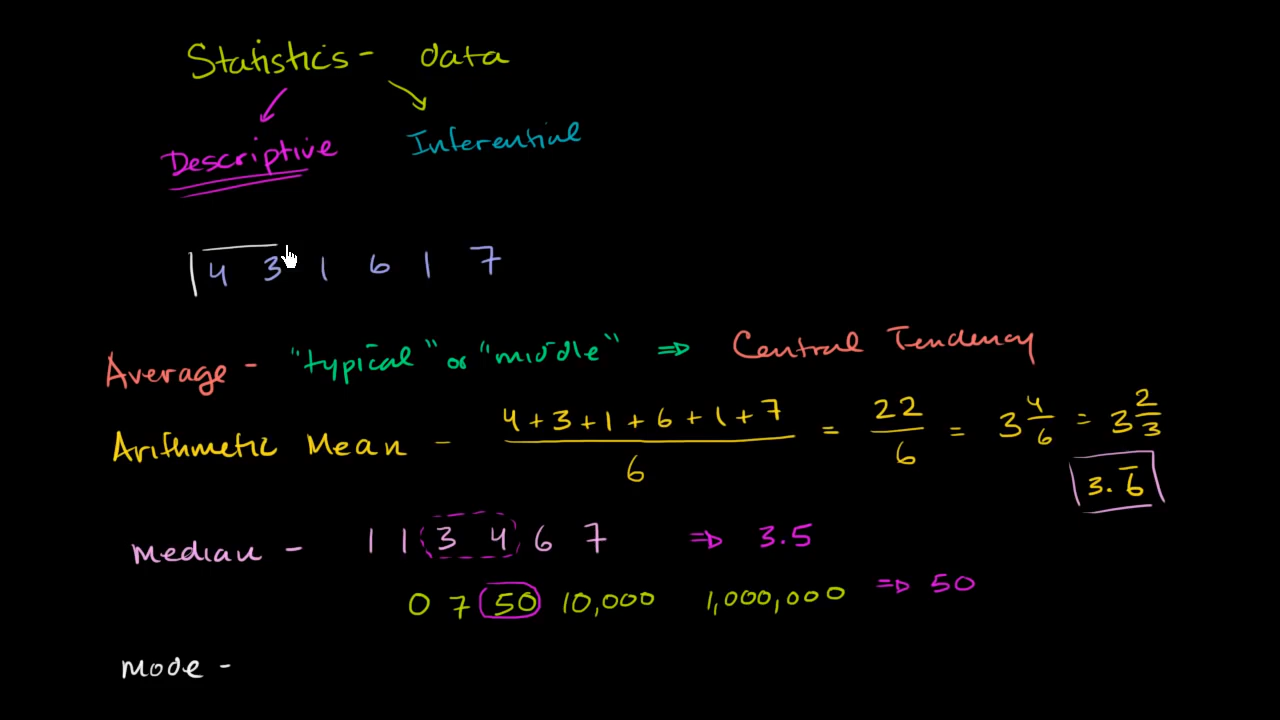 Statistics - data
Descriptive Inferential
4 3 1 6 1 7
Average - "typical" or "middle" ⇒ Central Tendency
Arithmetic Mean - 4+3+1+6+1+7 / 6 = 22/6 = 3 4/6 = 3 2/3
3.6̅
Median - 1 1 3 4 6 7 ⇒ 3.5
0 7 50 10,000 1,000,000 ⇒ 50
Mode -